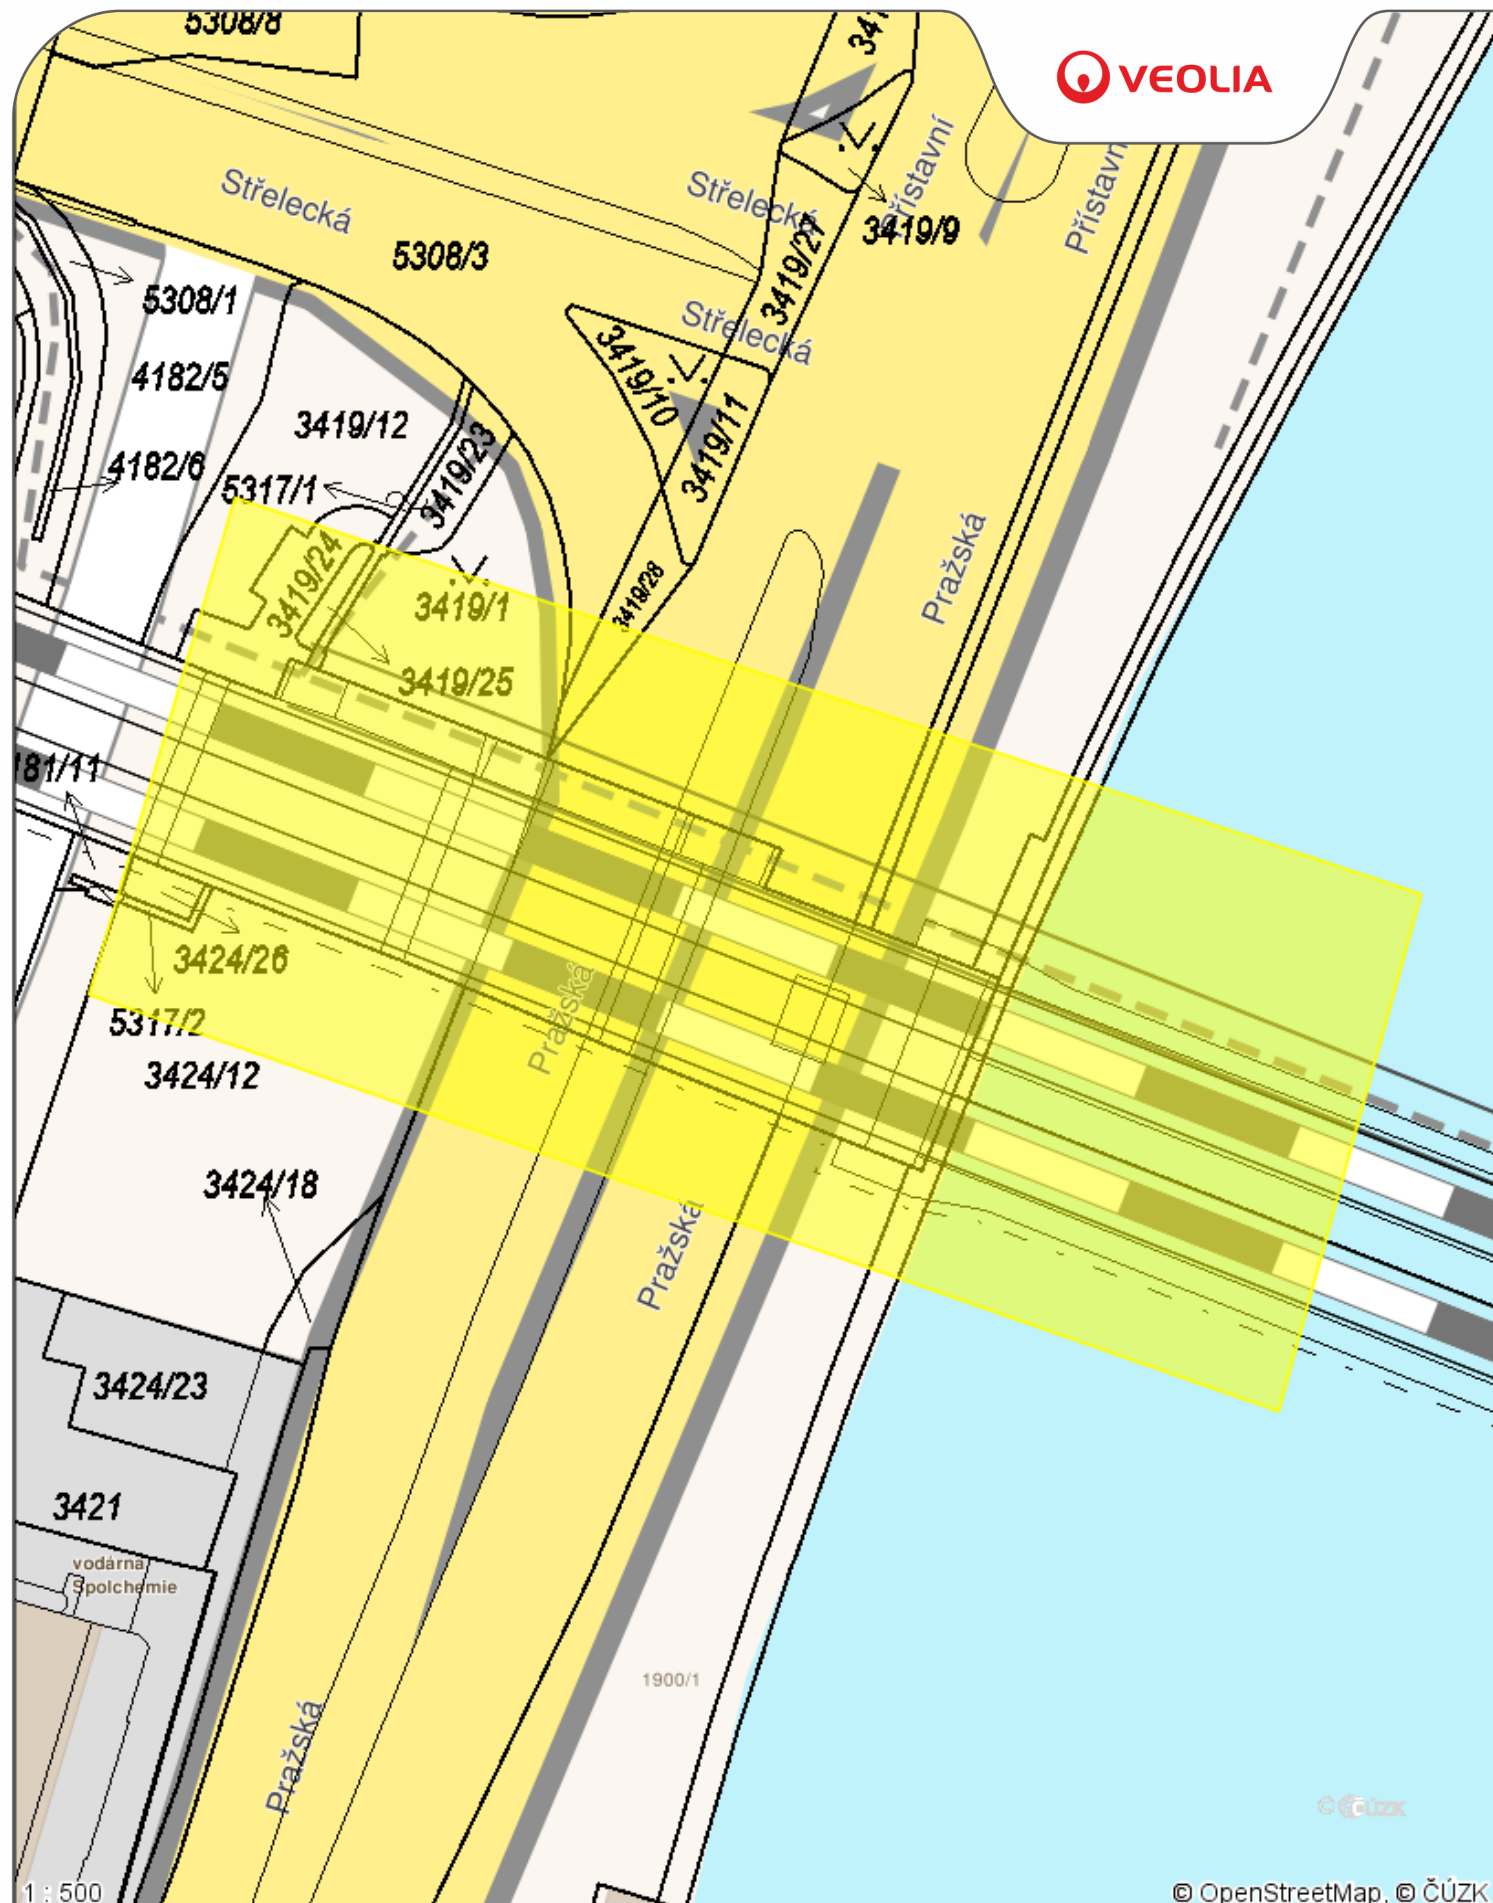 5308/8
341
VEOLIA
Přístavní
Přístavní
Střelecká
Střelecká
3419/9
3419/27
5308/3
5308/1
Střelecká
3419/10
4182/5
3419/12
3419/11
3419/23
4182/6
5317/1
Pražská
3419/24
3419/28
3419/1
3419/25
181/11
3424/26
Pražská
5317/2
3424/12
3424/18
Pražská
3424/23
3421
vodárna
Spolchemie
1900/1
Pražská
© ČÚZK
1 : 500
© OpenStreetMap, © ČÚZK